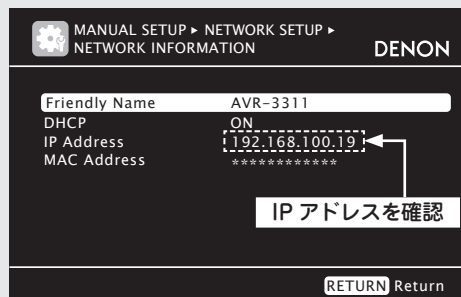 MANUAL SETUP ▸ NETWORK SETUP ▸
NETWORK INFORMATION
DENON
Friendly Name AVR-3311
DHCP ON
IP Address 192.168.100.19
MAC Address ************
IP アドレスを確認
RETURN Return